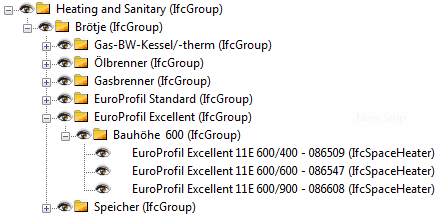 Heating and Sanitary (IfcGroup)
Brötje (IfcGroup)
Gas-BW-Kessel/-therm (IfcGroup)
Ölbrenner (IfcGroup)
Gasbrenner (IfcGroup)
EuroProfil Standard (IfcGroup)
EuroProfil Excellent (IfcGroup)
Bauhöhe 600 (IfcGroup)
EuroProfil Excellent 11E 600/400 - 086509 (IfcSpaceHeater)
EuroProfil Excellent 11E 600/600 - 086547 (IfcSpaceHeater)
EuroProfil Excellent 11E 600/900 - 086608 (IfcSpaceHeater)
Speicher (IfcGroup)